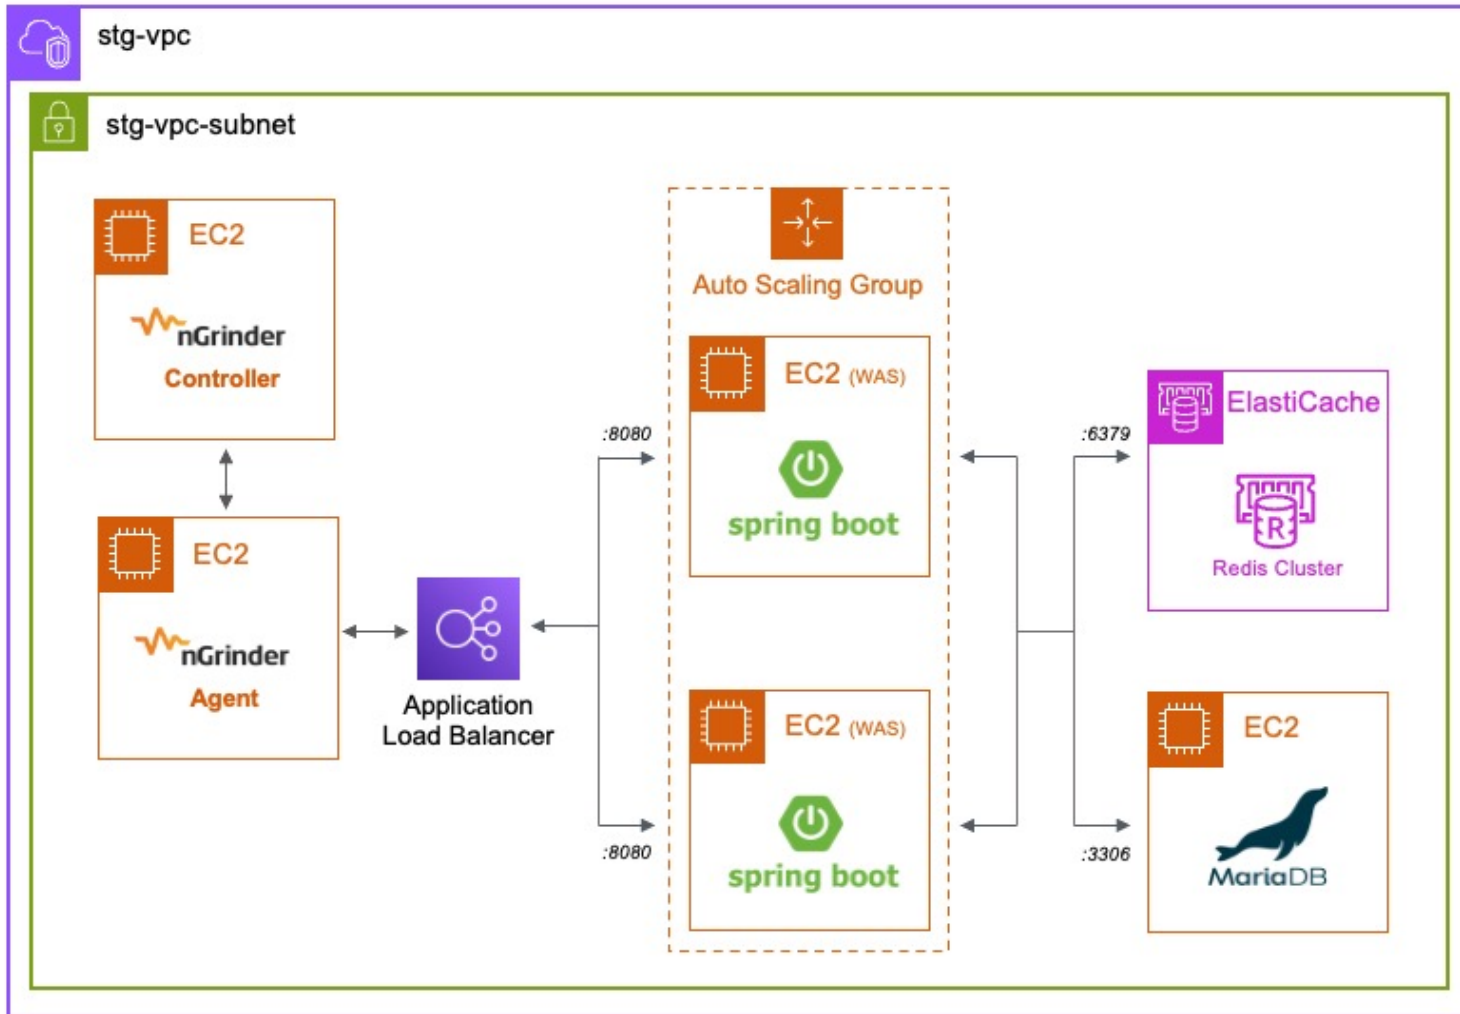 stg-vpc
stg-vpc-subnet
EC2
nGrinder
Controller
EC2
nGrinder
Agent
Application
Load Balancer
:8080
:8080
Auto Scaling Group
EC2 (WAS)
spring boot
EC2 (WAS)
spring boot
:6379
:3306
ElastiCache
R
Redis Cluster
EC2
MariaDB